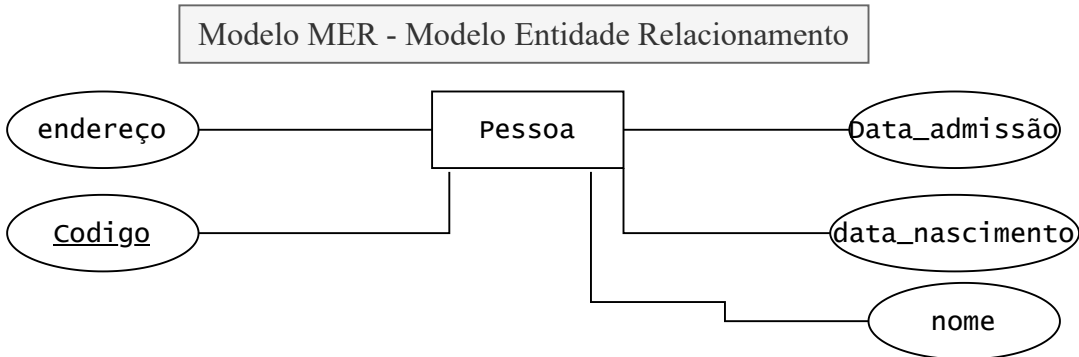 Modelo MER - Modelo Entidade Relacionamento
endereço
Pessoa
Data_admissão
Codigo
data_nascimento
nome